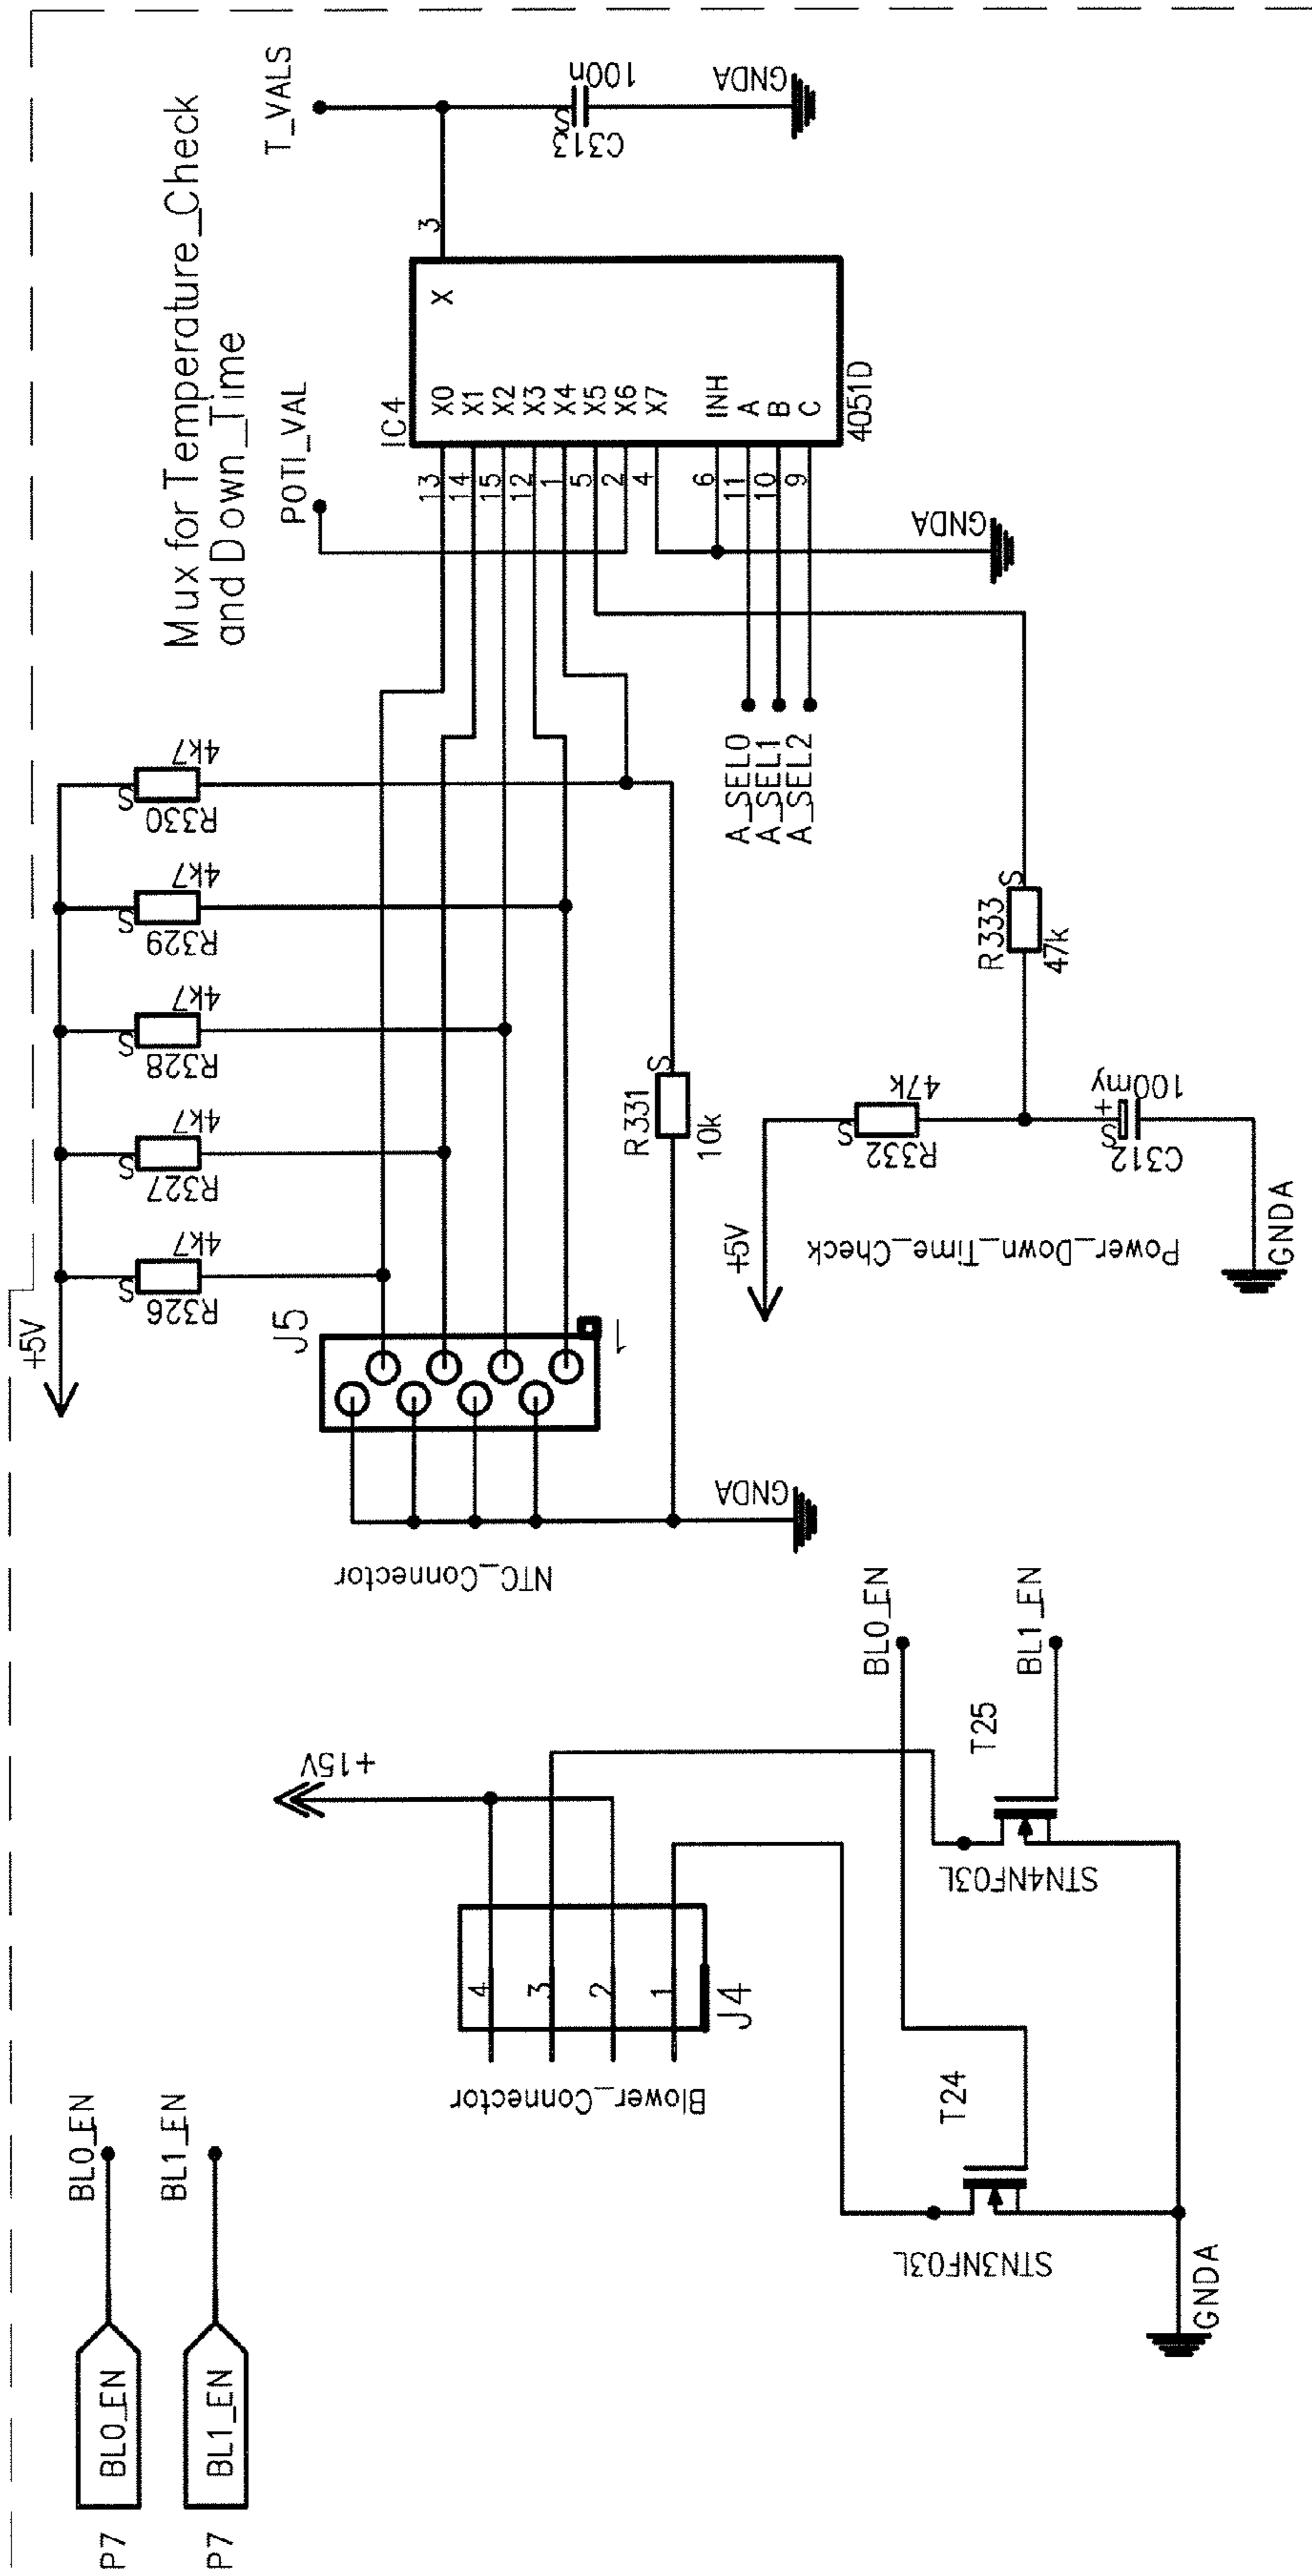 Mux for Temperature_Check
and Down_Time
T_VALS
C313
100n
GNDA
POTI_VAL
IC4
4051D
X
3
X0
X1
X2
X3
X4
X5
X6
X7
INH
A
B
C
13
14
15
12
1
5
2
4
6
11
10
9
GNDA
A_SEL0
A_SEL1
A_SEL2
+5V
S
R326
4k7
S
R327
4k7
S
R328
4k7
S
R329
4k7
S
R330
4k7
J5
1
NTC_Connector
S
R331
10k
GNDA
S
R333
47k
+5V
S
R332
47k
S
+
C312
100my
GNDA
Power_Down_Time_Check
P7
BL0_EN
BL0_EN
P7
BL1_EN
BL1_EN
+15V
4
3
2
1
J4
Blower_Connector
BL0_EN
BL1_EN
T24
STN3NF03L
T25
STN4NF03L
GNDA
S